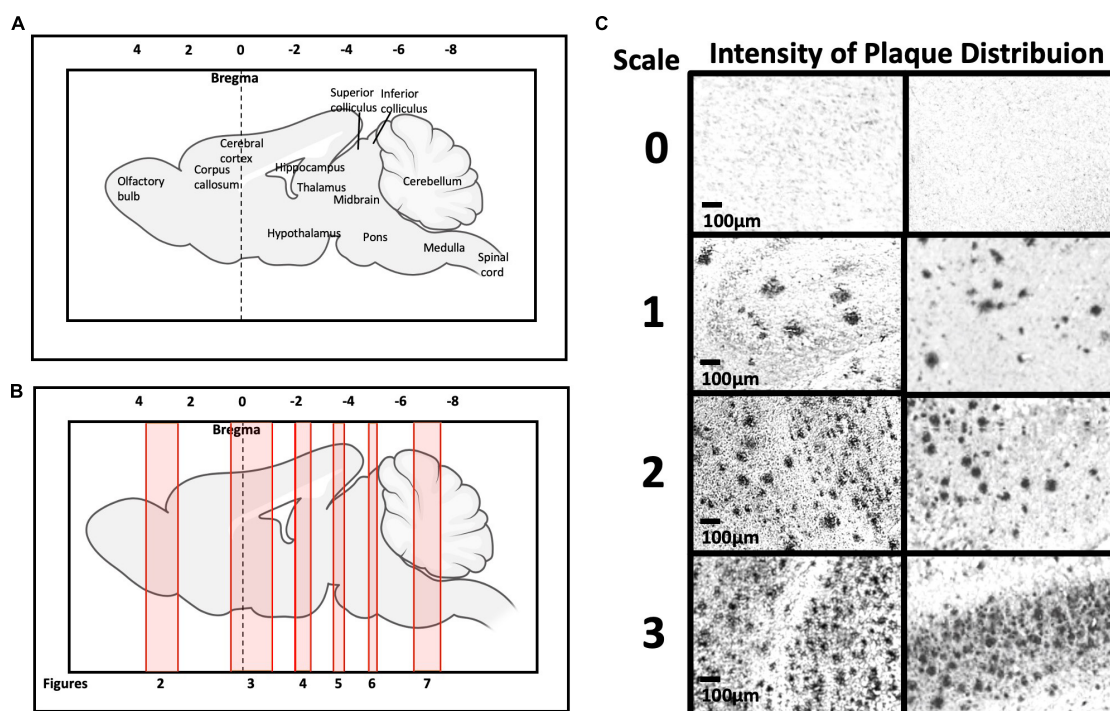 A
4 2 0 -2 -4 -6 -8
Bregma
Superior
colliculus
Inferior
colliculus
Cerebral
cortex
Corpus
callosum
Hippocampus
Olfactory
bulb
Thalamus
Midbrain
Cerebellum
Hypothalamus
Pons
Medulla
Spinal
cord
B
4 2 0 -2 -4 -6 -8
Bregma
Figures 2 3 4 5 6 7
C
Scale Intensity of Plaque Distribuion
0
100μm
1
100μm
2
100μm
3
100μm